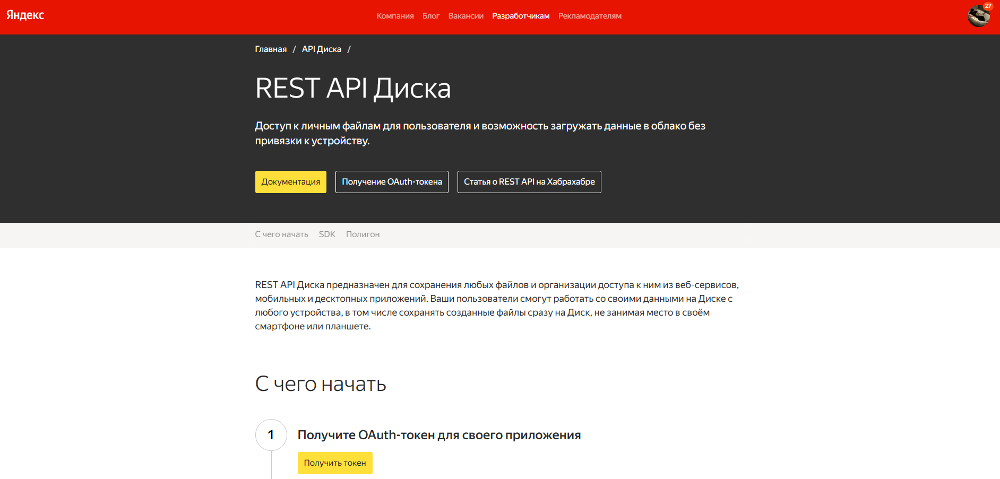 Яндекс
Компания Блог Вакансии Разработчикам Рекламодателям
27
Главная / API Диска /
REST API Диска
Доступ к личным файлам для пользователя и возможность загружать данные в облако без
привязки к устройству.
Документация Получение OAuth-токена Статья о REST API на Хабрахабре
С чего начать SDK Полигон
REST API Диска предназначен для сохранения любых файлов и организации доступа к ним из веб-сервисов,
мобильных и десктопных приложений. Ваши пользователи смогут работать со своими данными на Диске с
любого устройства, в том числе сохранять созданные файлы сразу на Диск, не занимая место в своём
смартфоне или планшете.
С чего начать
1 Получите OAuth-токен для своего приложения
Получить токен